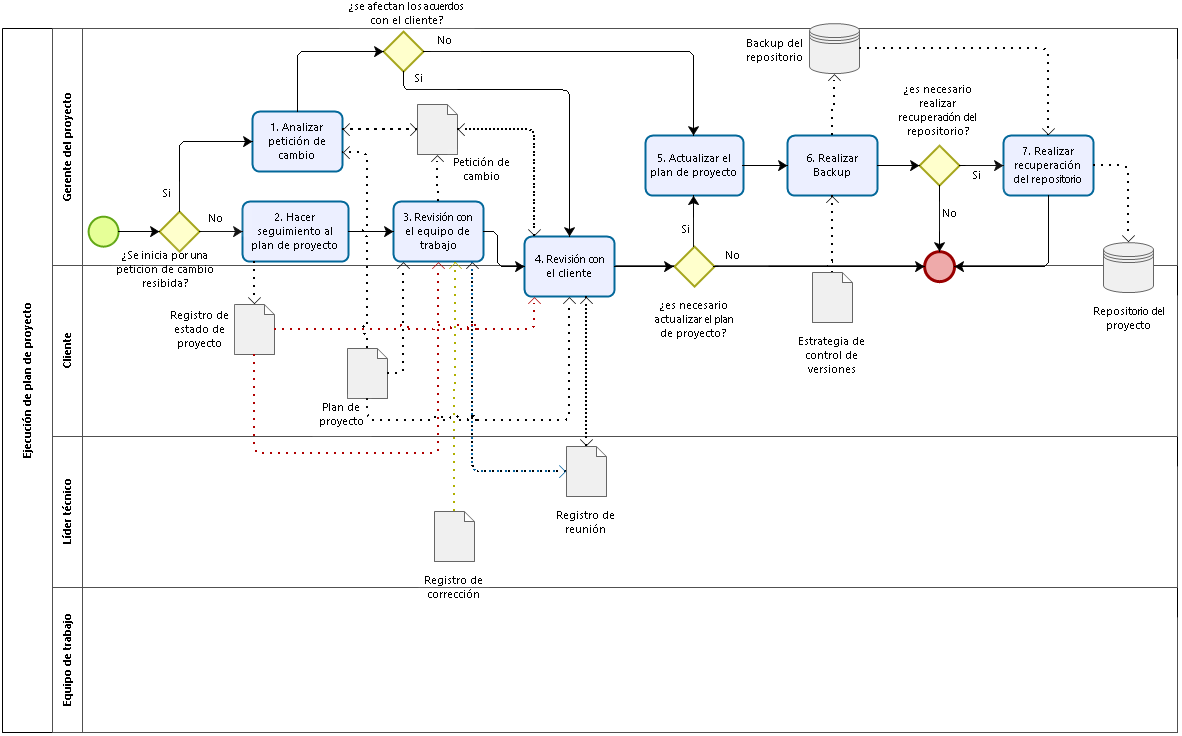 ¿se afectan los acuerdos
con el cliente?
No
Si
Backup del
repositorio
¿es necesario
realizar
recuperación del
repositorio?
1. Analizar
petición de
cambio
Petición de
cambio
5. Actualizar el
plan de proyecto
6. Realizar
Backup
Si
7. Realizar
recuperación
del repositorio
Si
No
2. Hacer
seguimiento al
plan de proyecto
3. Revisión con
el equipo de
trabajo
No
Si
No
¿Se inicia por una
peticion de cambio
resibida?
4. Revisión con
el cliente
Registro de
estado de
proyecto
¿es necesario
actualizar el plan
de proyecto?
Estrategia de
control de
versiones
Repositorio del
proyecto
Plan de
proyecto
Registro de
reunión
Registro de
corrección
Ejecución de plan de proyecto
Gerente del proyecto
Cliente
Líder técnico
Equipo de trabajo